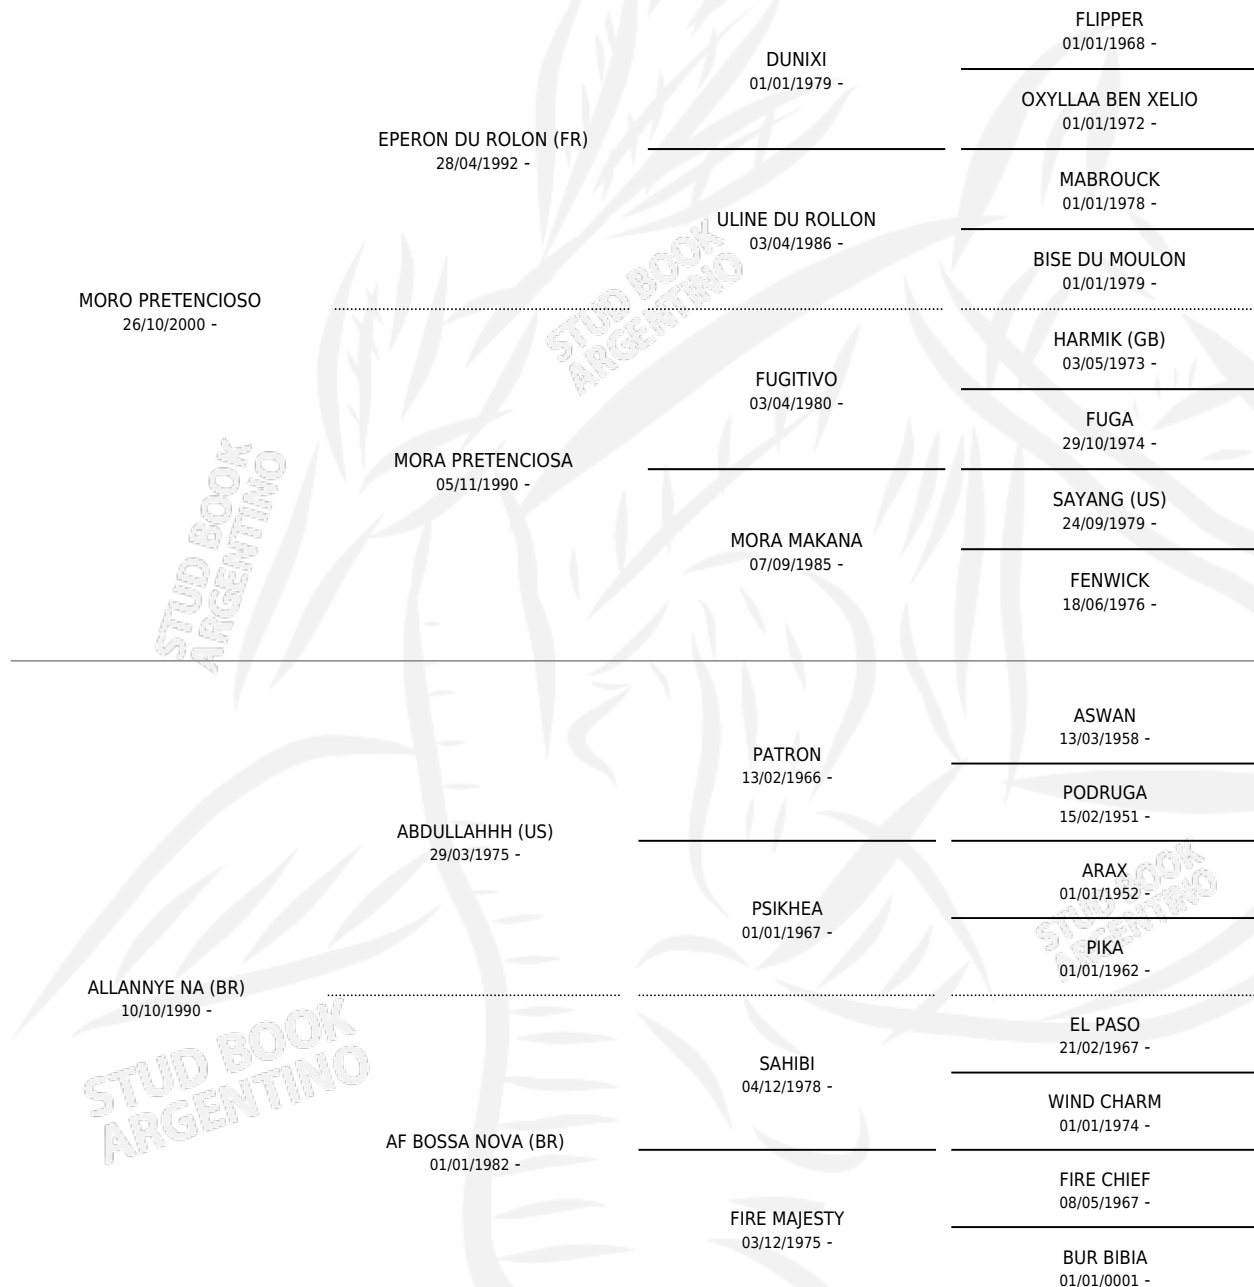 FLIPPER
01/01/1968 -
DUNIXI
01/01/1979 -
OXYLLAA BEN XELIO
01/01/1972 -
EPERON DU ROLON (FR)
28/04/1992 -
MABROUCK
01/01/1978 -
ULINE DU ROLLON
03/04/1986 -
BISE DU MOULON
01/01/1979 -
MORO PRETENCIOSO
26/10/2000 -
HARMIK (GB)
03/05/1973 -
FUGITIVO
03/04/1980 -
FUGA
29/10/1974 -
MORA PRETENCIOSA
05/11/1990 -
SAYANG (US)
24/09/1979 -
MORA MAKANA
07/09/1985 -
FENWICK
18/06/1976 -
STUD BOOK
ARGENTINO
STUD BOOK
ARGENTINO
ASWAN
13/03/1958 -
PATRON
13/02/1966 -
PODRUGA
15/02/1951 -
ABDULLAHHH (US)
29/03/1975 -
ARAX
01/01/1952 -
PSIKHEA
01/01/1967 -
PIKA
01/01/1962 -
ALLANNYE NA (BR)
10/10/1990 -
EL PASO
21/02/1967 -
SAHIBI
04/12/1978 -
WIND CHARM
01/01/1974 -
AF BOSSA NOVA (BR)
01/01/1982 -
FIRE CHIEF
08/05/1967 -
FIRE MAJESTY
03/12/1975 -
BUR BIBIA
01/01/0001 -
STUD BOOK
ARGENTINO
STUD BOOK
ARGENTINO